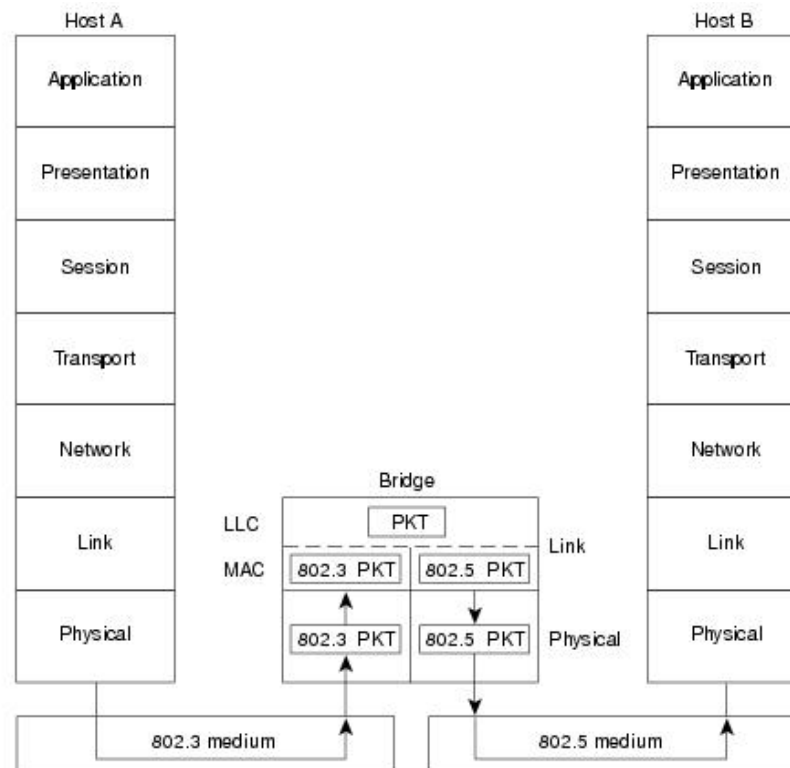 Host A
Application
Presentation
Session
Transport
Network
Link
Physical
Host B
Application
Presentation
Session
Transport
Network
Link
Physical
Bridge
LLC
PKT
Link
MAC
802.3 PKT
802.5 PKT
802.3 PKT
802.5 PKT
Physical
802.3 medium
802.5 medium